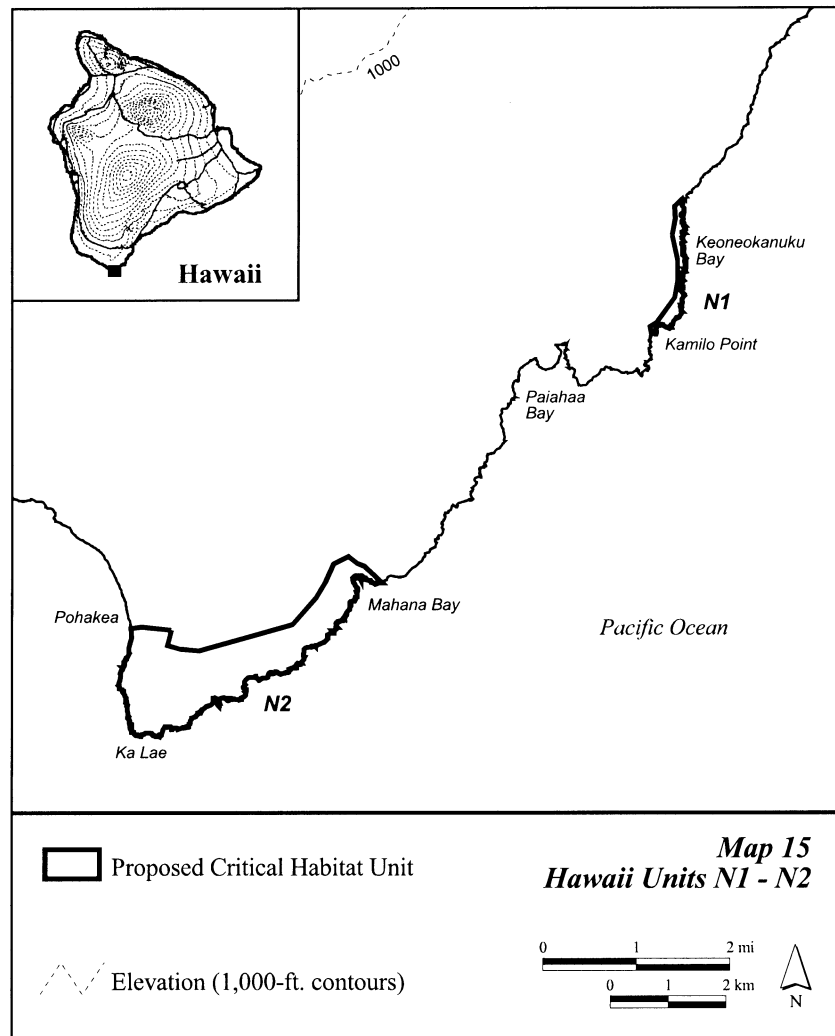 1000
Hawaii
Keoneokanuku
Bay
N1
Kamilo Point
Paiahaa
Bay
Mahana Bay
Pohakea
Pacific Ocean
N2
Ka Lae
Proposed Critical Habitat Unit
Map 15
Hawaii Units N1 - N2
0 1 2 mi
Elevation (1,000-ft. contours)
0 1 2 km
N